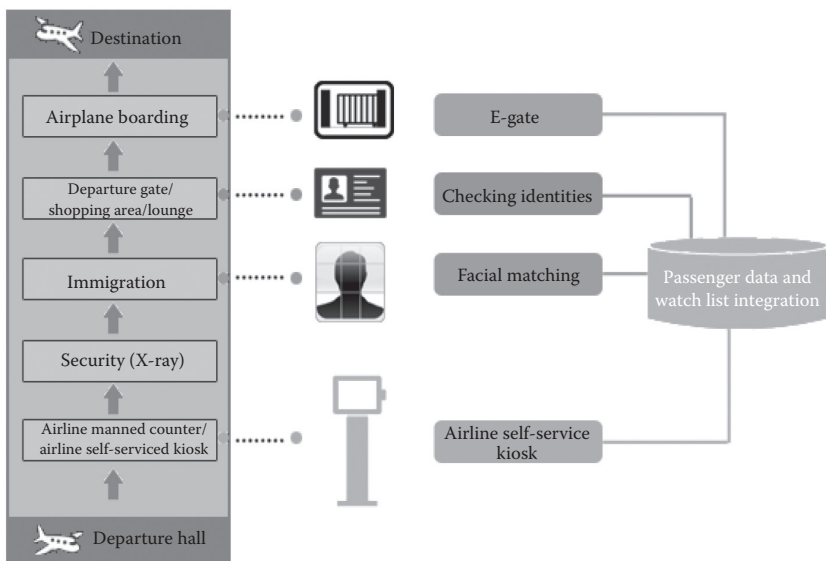 Destination
Airplane boarding
E-gate
Departure gate/
shopping area/lounge
Checking identities
Immigration
Facial matching
Passenger data and
watch list integration
Security (X-ray)
Airline manned counter/
airline self-serviced kiosk
Airline self-service
kiosk
Departure hall